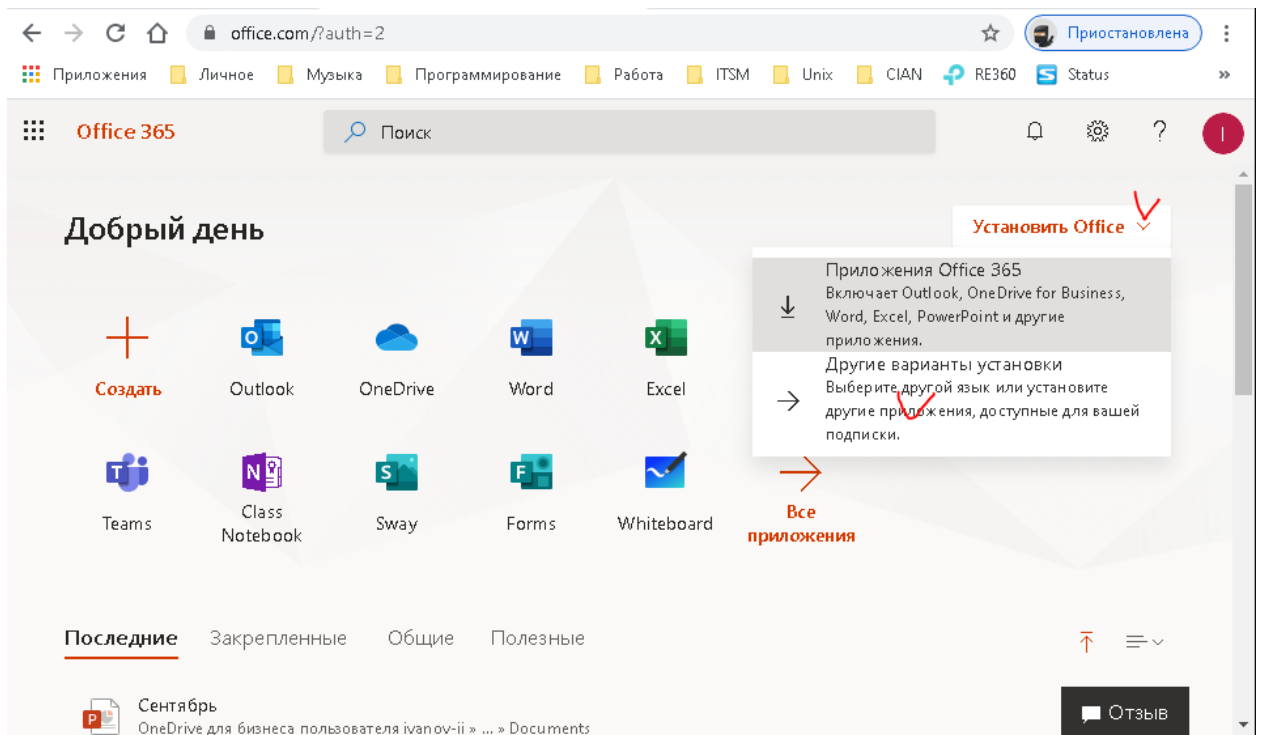 office.com/?auth=2
Приостановлена
Приложения Личное Музыка Программирование Работа ITSM Unix CIAN RE360 Status »
Office 365
Поиск
I
Добрый день
Установить Office
Приложения Office 365
Включает Outlook, OneDrive for Business,
Word, Excel, PowerPoint и другие
приложения.
Другие варианты установки
Выберите другой язык или установите
другие приложения, доступные для вашей
подписки.
Создать
Outlook
OneDrive
Word
Excel
Teams
Class
Notebook
Sway
Forms
Whiteboard
Все
приложения
Последние Закрепленные Общие Полезные
Сентябрь
OneDrive для бизнеса пользователя ivanov-ii » ... » Documents
Отзыв